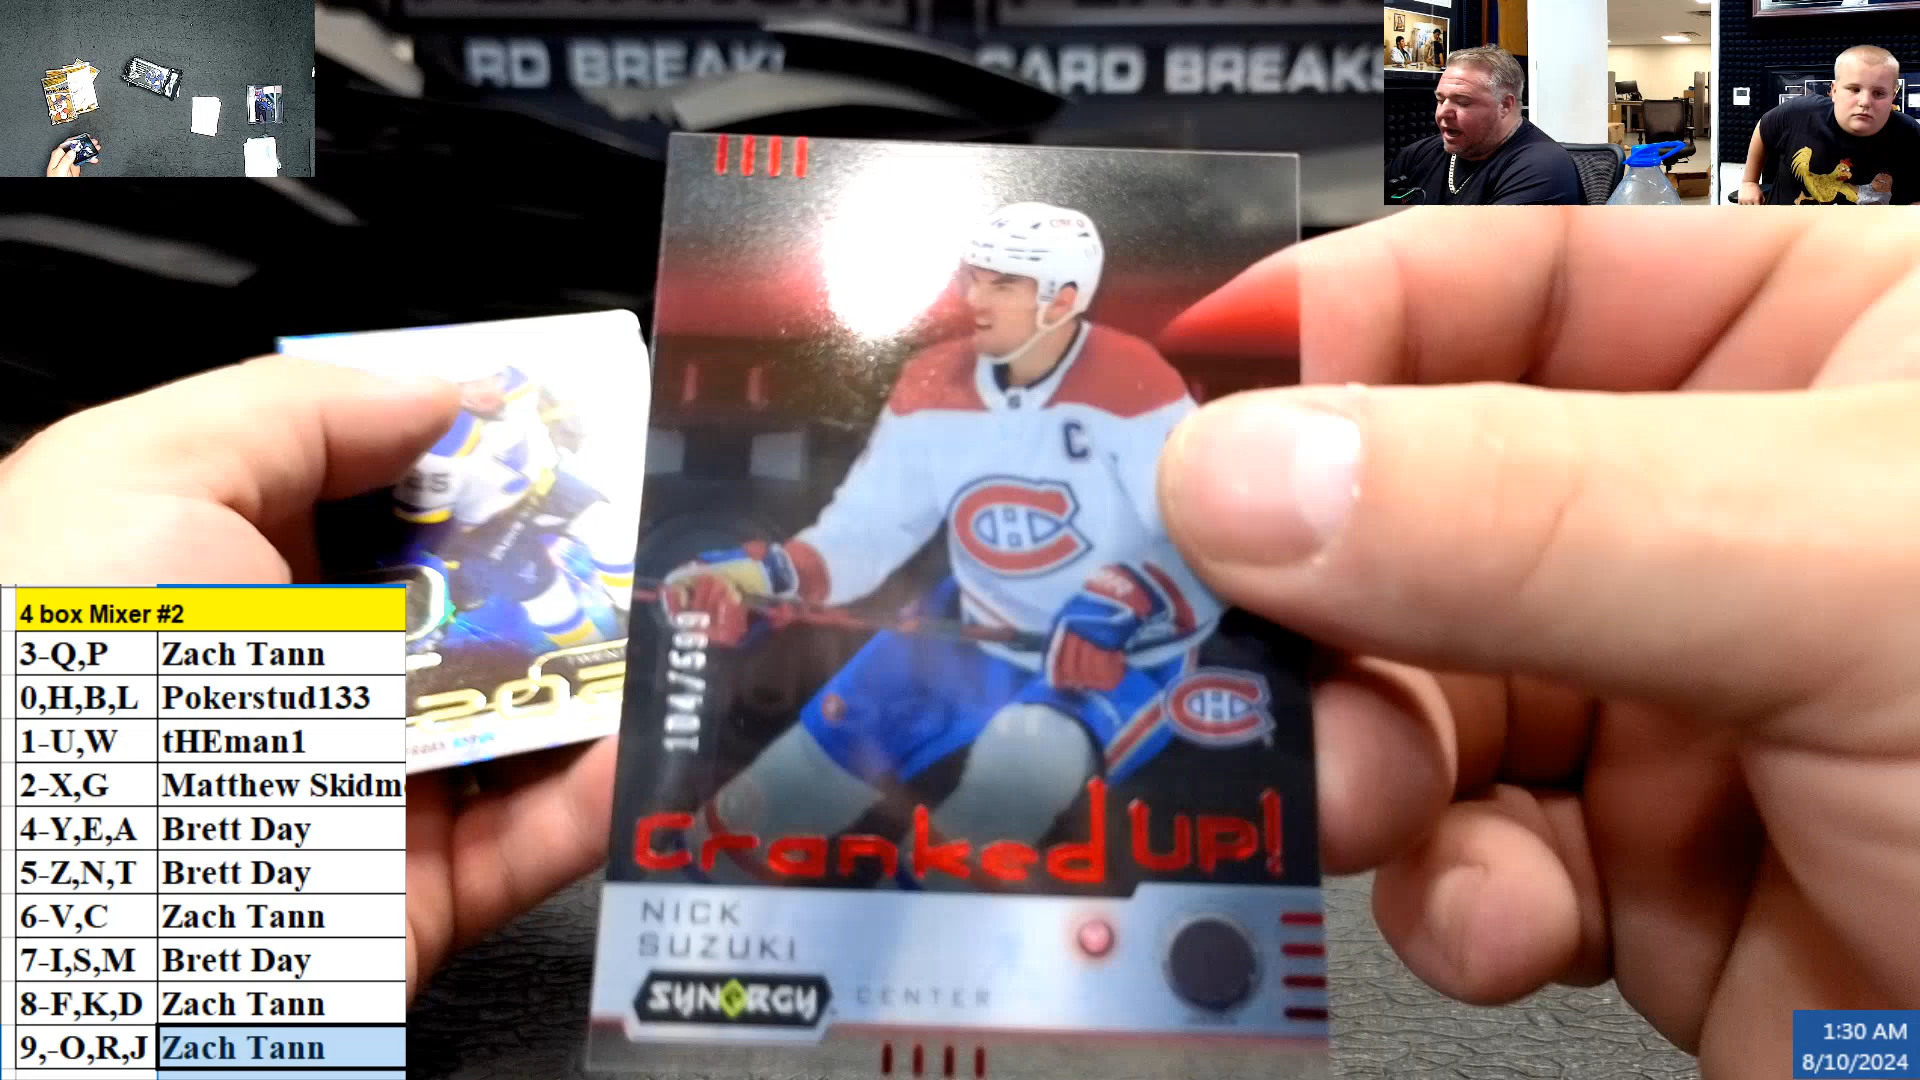 RD BREAK
CARD BREAK
C
25
104/599
Cranked UP!
NICK
SUZUKI
SYNERGY
CENTER
202
4 box Mixer #2
3-Q,P Zach Tann
0,H,B,L Pokerstud133
1-U,W tHEman1
2-X,G Matthew Skidm
4-Y,E,A Brett Day
5-Z,N,T Brett Day
6-V,C Zach Tann
7-I,S,M Brett Day
8-F,K,D Zach Tann
9,-O,R,J Zach Tann
1:30 AM
8/10/2024